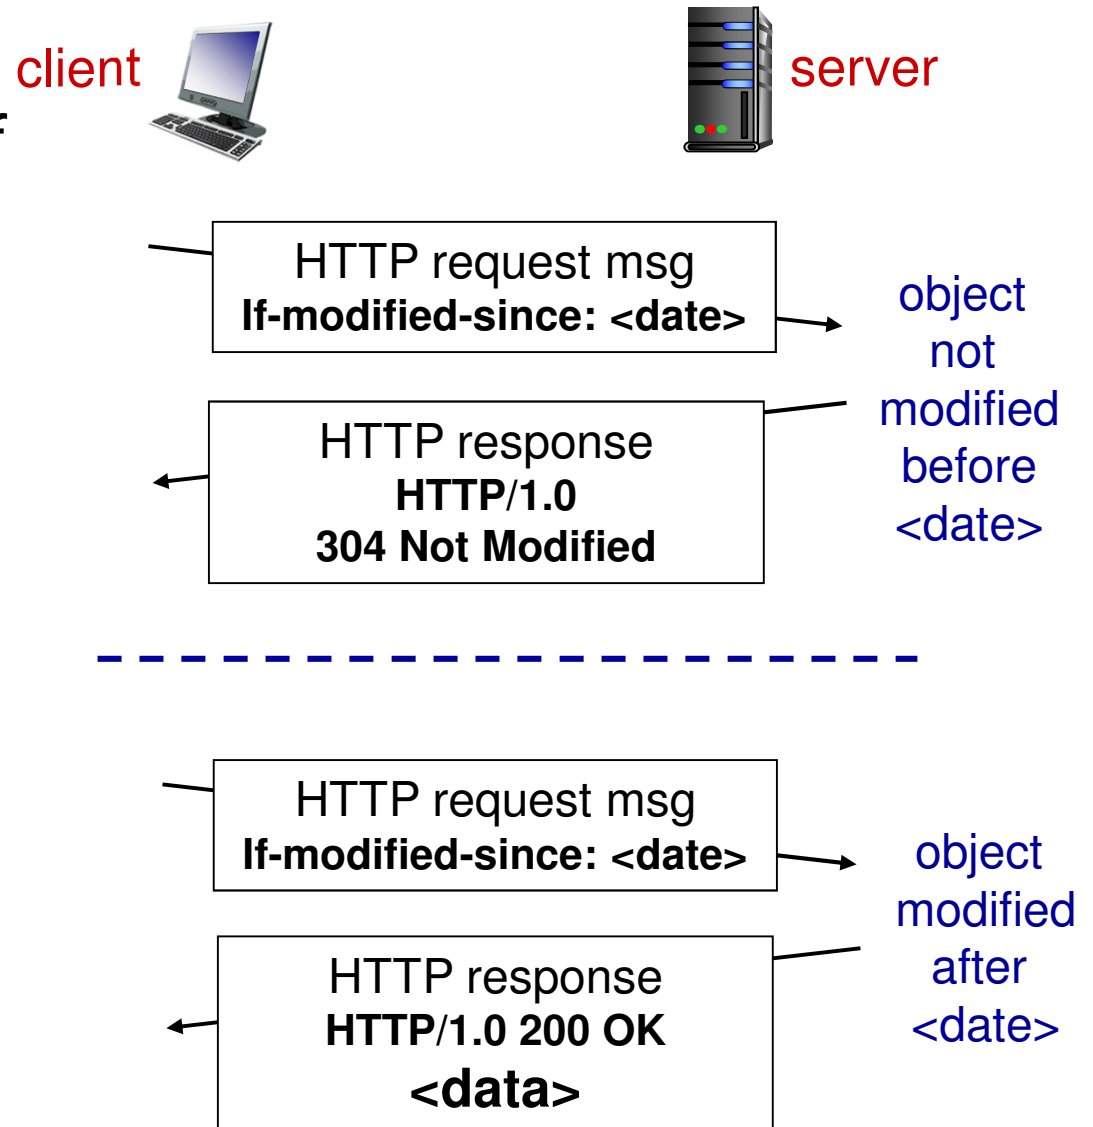 client
server
f
HTTP request msg
If-modified-since: <date>
object
not
modified
before
<date>
HTTP response
HTTP/1.0
304 Not Modified
HTTP request msg
If-modified-since: <date>
object
modified
after
<date>
HTTP response
HTTP/1.0 200 OK
<data>